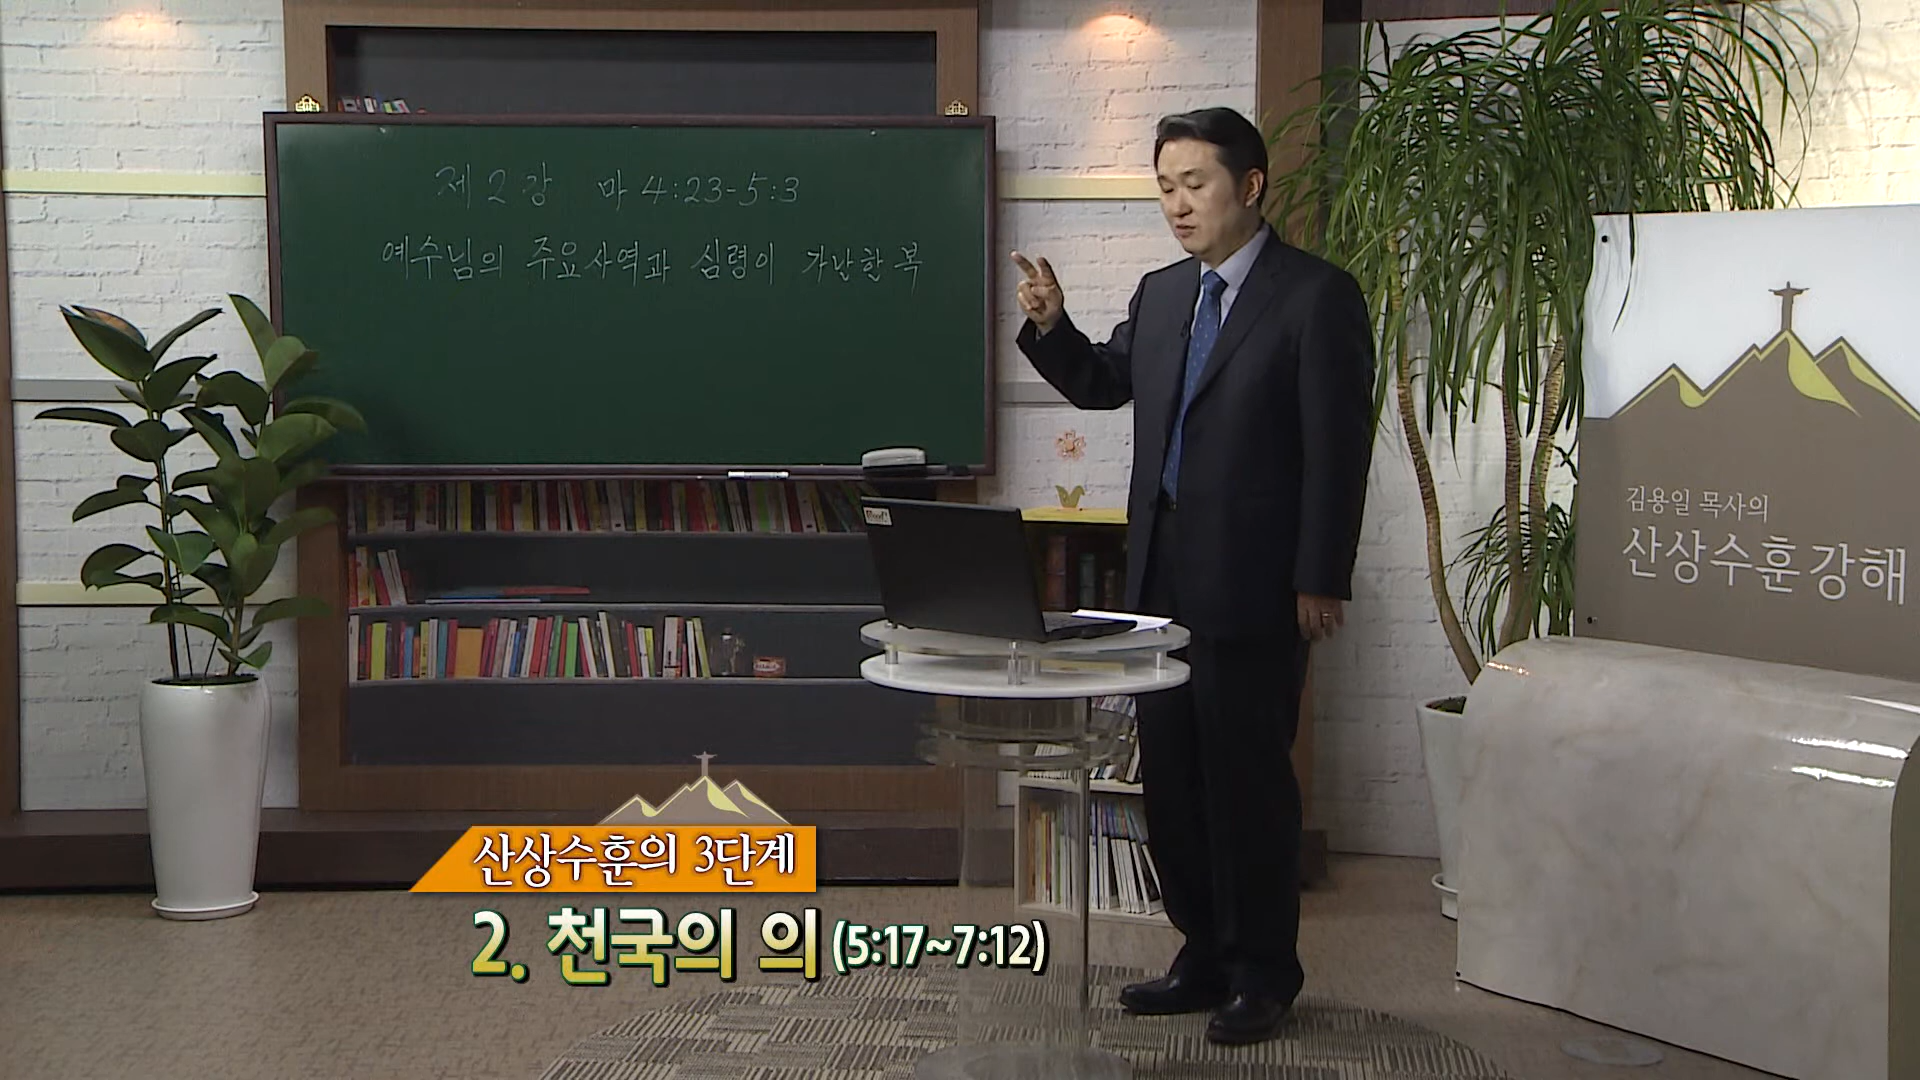 제2강 마4:23-5:3
예수님의 주요사역과 심령이 가난한 복
김용일 목사의
산상수훈강해
산상수훈의 3단계
2. 천국의 의 (5:17~7:12)